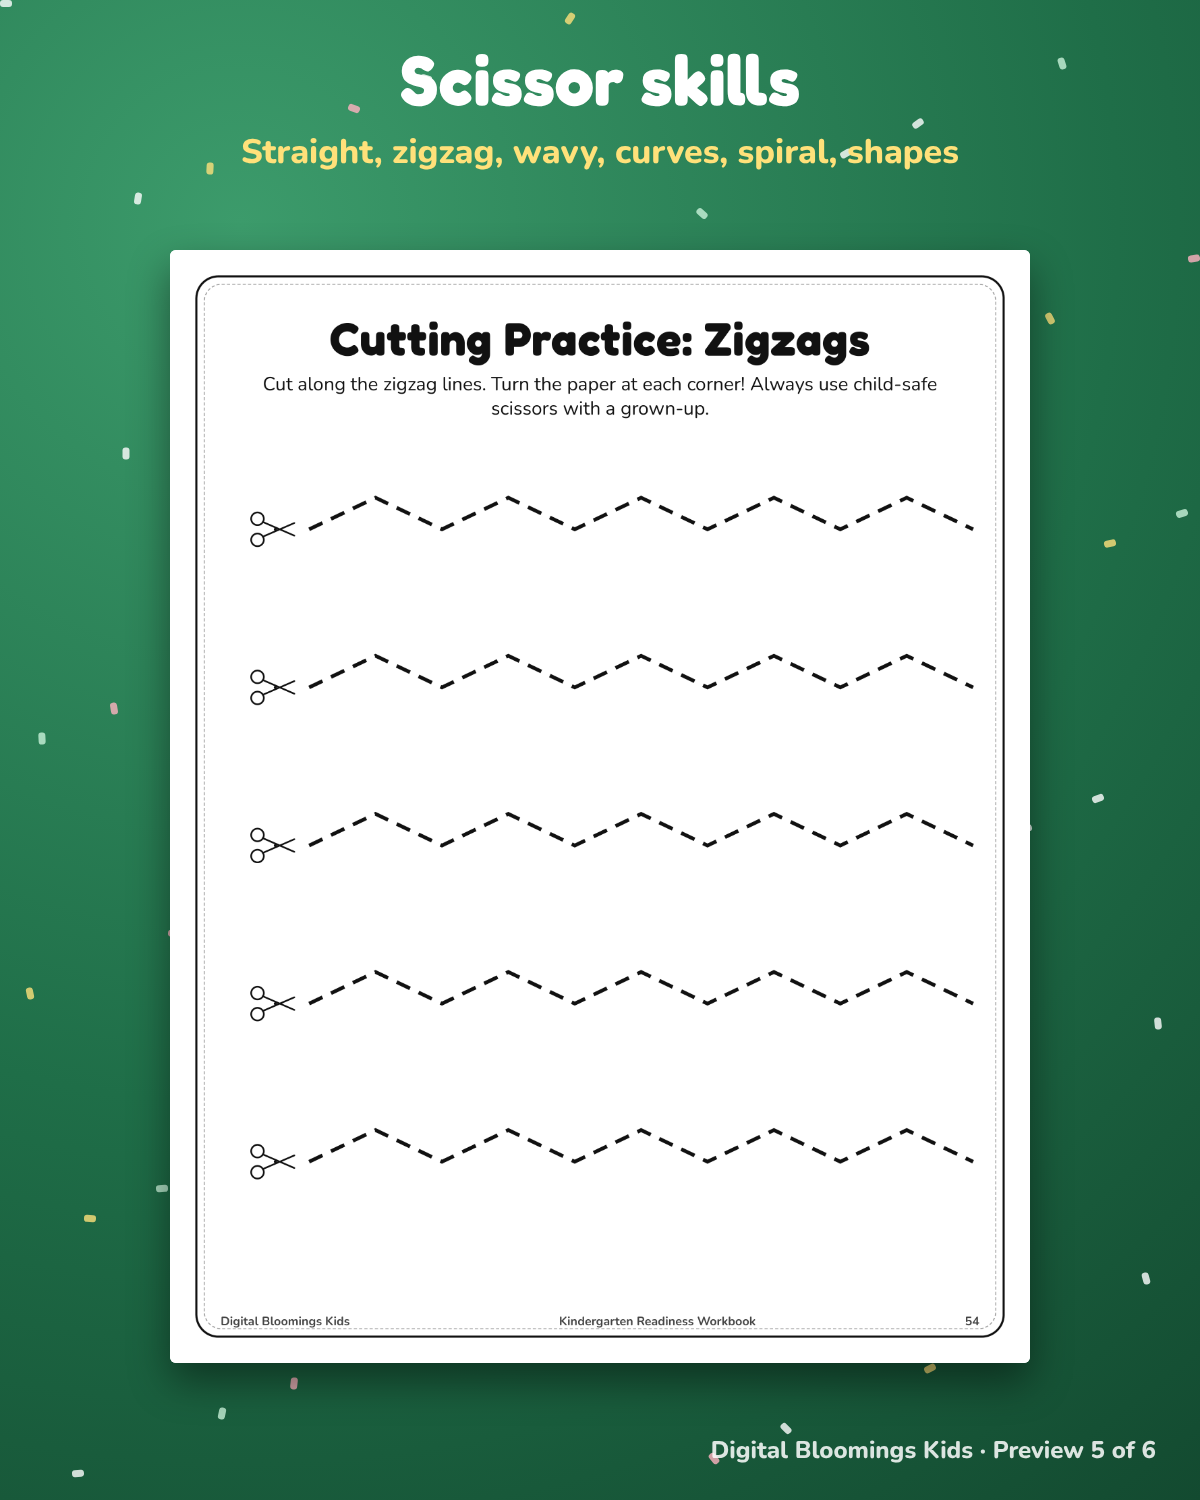 Scissor skills
Straight, zigzag, wavy, curves, spiral, shapes
Cutting Practice: Zigzags
Cut along the zigzag lines. Turn the paper at each corner! Always use child-safe
scissors with a grown-up.
Digital Bloomings Kids
Kindergarten Readiness Workbook
54
Digital Bloomings Kids · Preview 5 of 6